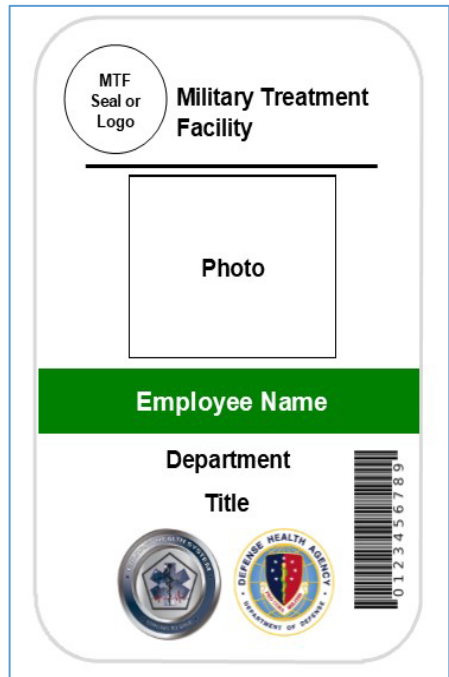 MTF
Seal or
Logo
Military Treatment
Facility
Photo
Employee Name
Department
Title
0123456789
DEFENSE HEALTH AGENCY
DEPARTMENT OF DEFENSE